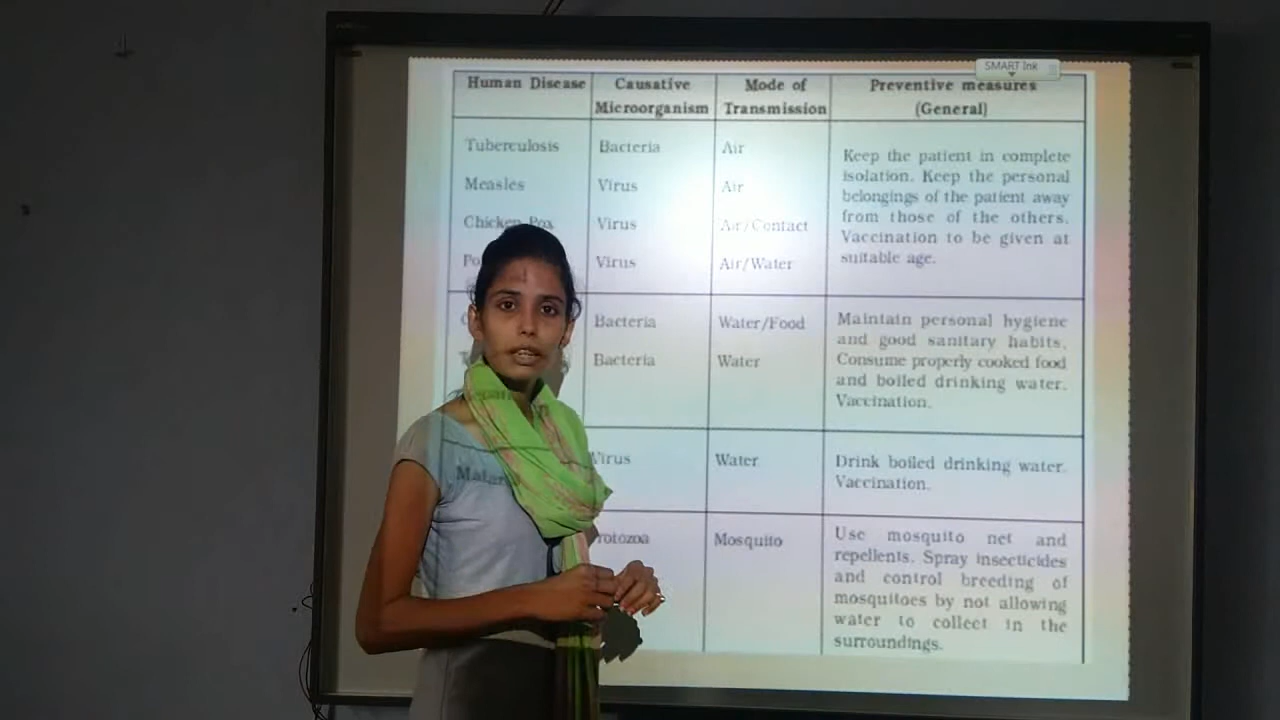 SMART Ink
Human Disease Causative Mode of Preventive measures
Microorganism Transmission (General)
Tuberculosis Bacteria Air Keep the patient in complete
isolation. Keep the personal
Measles Virus Air belongings of the patient away
Chicken Pox Virus Air/Contact from those of the others.
Vaccination to be given at
Virus Air/Water suitable age.
Bacteria Water/Food Maintain personal hygiene
and good sanitary habits.
Bacteria Water Consume properly cooked food
and boiled drinking water.
Vaccination.
Virus Water Drink boiled drinking water.
Vaccination.
Mosquito Use mosquito net and
repellents. Spray insecticides
and control breeding of
mosquitoes by not allowing
water to collect in the
surroundings.